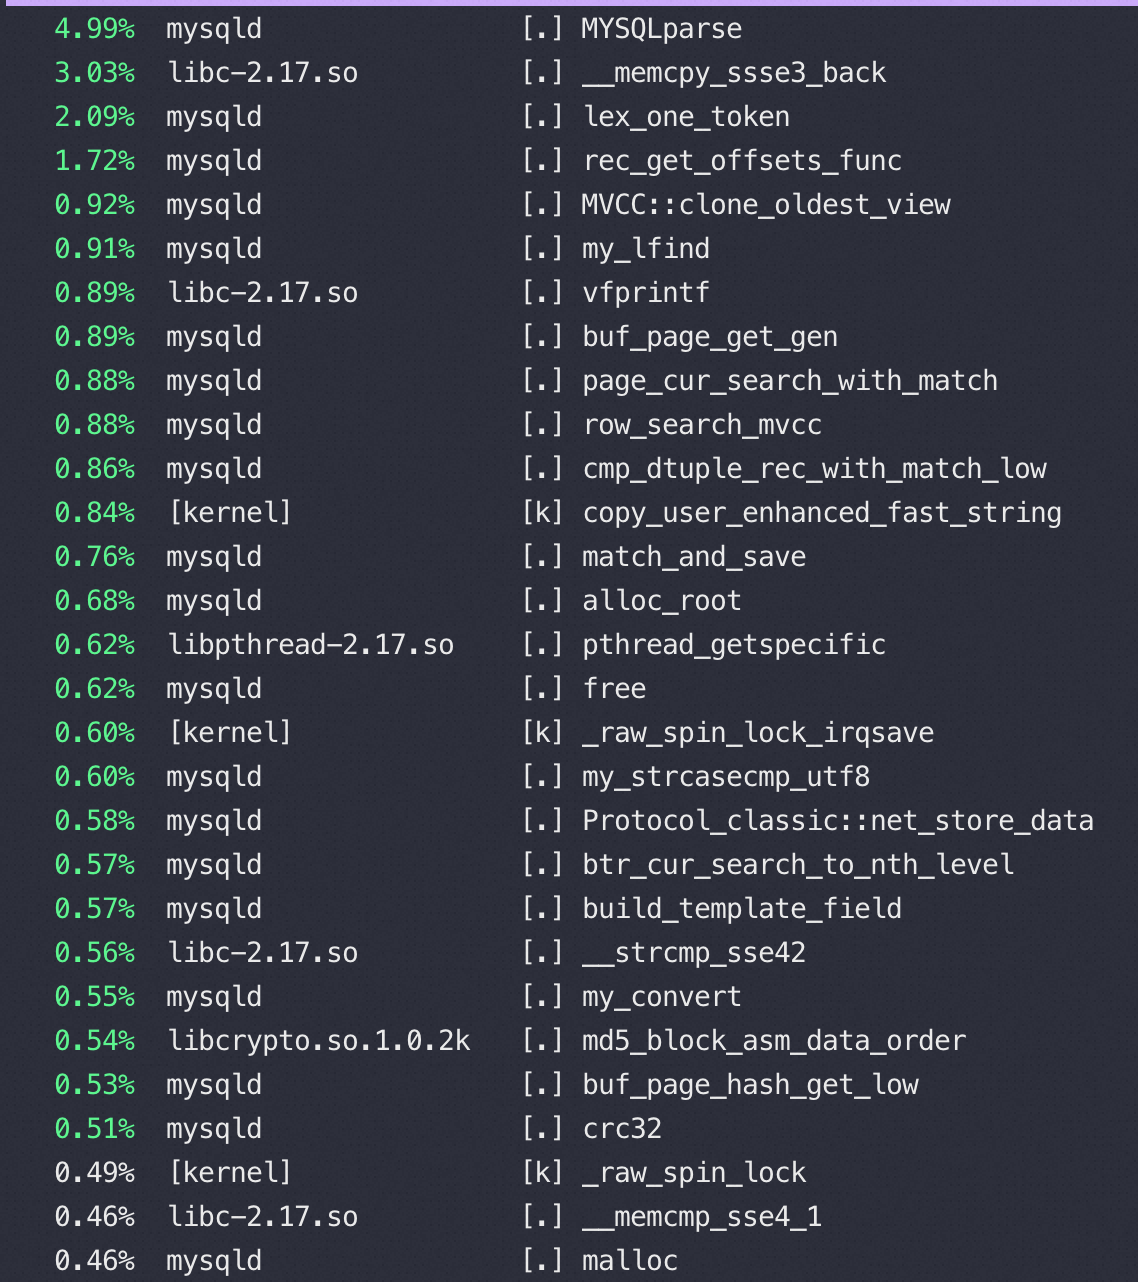 4.99% mysqld [.] MYSQLparse
3.03% libc-2.17.so [.] __memcpy_ssse3_back
2.09% mysqld [.] lex_one_token
1.72% mysqld [.] rec_get_offsets_func
0.92% mysqld [.] MVCC::clone_oldest_view
0.91% mysqld [.] my_lfind
0.89% libc-2.17.so [.] vfprintf
0.89% mysqld [.] buf_page_get_gen
0.88% mysqld [.] page_cur_search_with_match
0.88% mysqld [.] row_search_mvcc
0.86% mysqld [.] cmp_dtuple_rec_with_match_low
0.84% [kernel] [k] copy_user_enhanced_fast_string
0.76% mysqld [.] match_and_save
0.68% mysqld [.] alloc_root
0.62% libpthread-2.17.so [.] pthread_getspecific
0.62% mysqld [.] free
0.60% [kernel] [k] _raw_spin_lock_irqsave
0.60% mysqld [.] my_strcasecmp_utf8
0.58% mysqld [.] Protocol_classic::net_store_data
0.57% mysqld [.] btr_cur_search_to_nth_level
0.57% mysqld [.] build_template_field
0.56% libc-2.17.so [.] __strcmp_sse42
0.55% mysqld [.] my_convert
0.54% libcrypto.so.1.0.2k [.] md5_block_asm_data_order
0.53% mysqld [.] buf_page_hash_get_low
0.51% mysqld [.] crc32
0.49% [kernel] [k] _raw_spin_lock
0.46% libc-2.17.so [.] __memcmp_sse4_1
0.46% mysqld [.] malloc